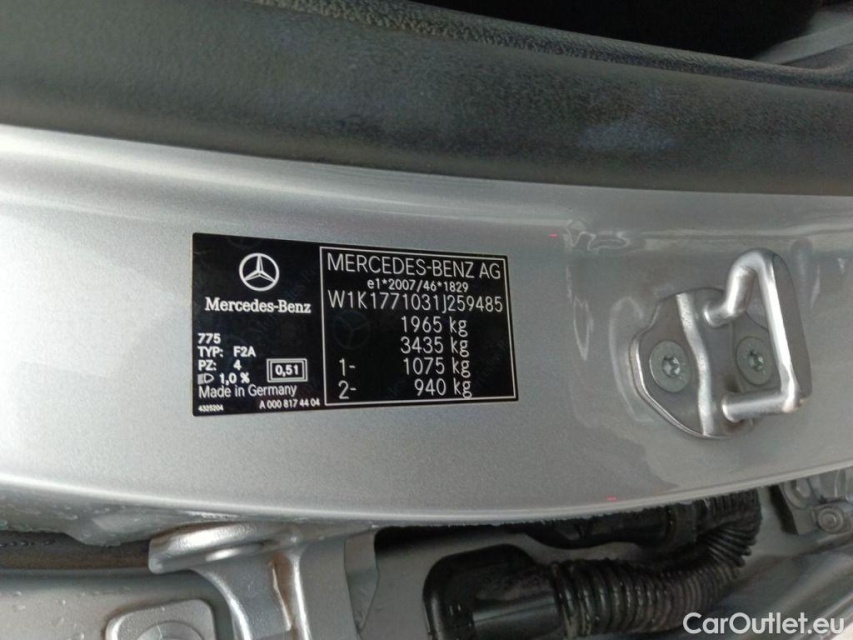 Mercedes-Benz
775
TYP: F2A
PZ: 4
1,0 % 0,51
Made in Germany
4325204 A 000 817 44 04
MERCEDES-BENZ AG
e1*2007/46*1829
W1K1771031J259485
1965 kg
3435 kg
1- 1075 kg
2- 940 kg
CarOutlet.eu